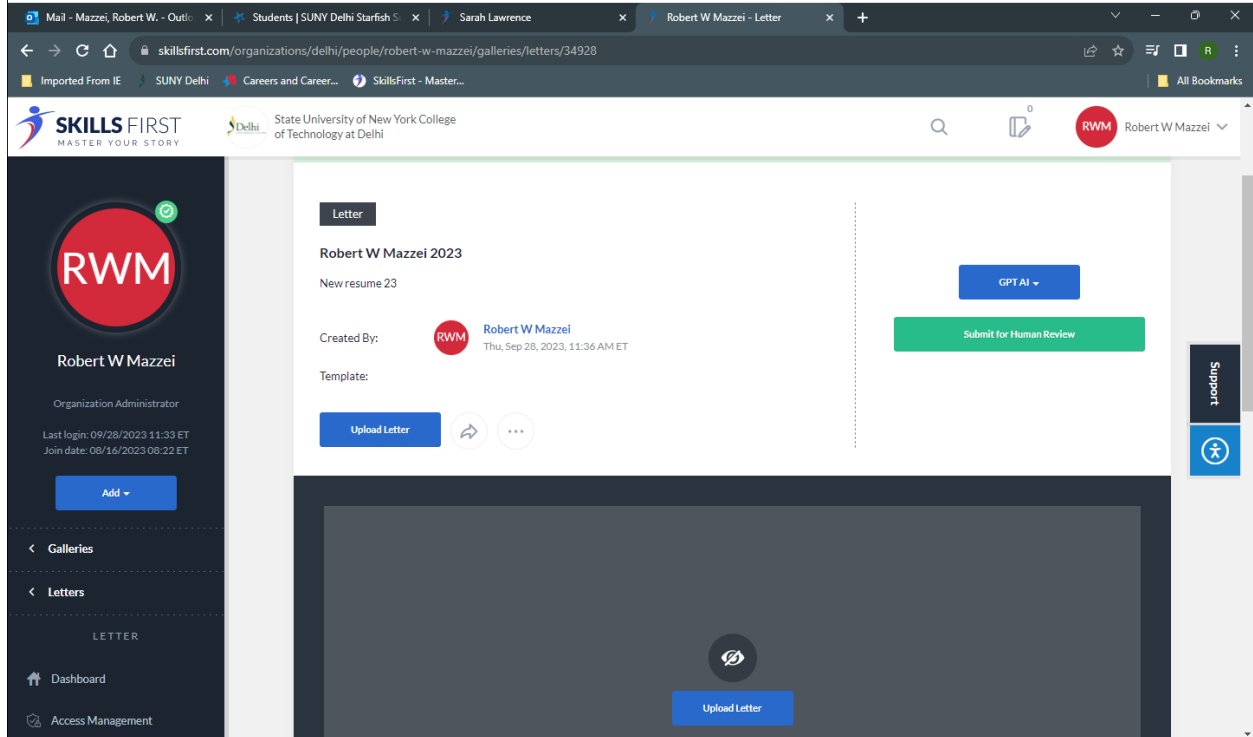 Mail - Mazzei, Robert W. - Outlo
Students | SUNY Delhi Starfish S
Sarah Lawrence
Robert W Mazzei - Letter
skillsfirst.com/organizations/delhi/people/robert-w-mazzei/galleries/letters/34928
R
Imported From IE
SUNY Delhi
Careers and Career...
SkillsFirst - Master...
All Bookmarks
SKILLS FIRST
MASTER YOUR STORY
Delhi
State University of New York College
of Technology at Delhi
0
RWM
Robert W Mazzei
RWM
Robert W Mazzei
Organization Administrator
Last login: 09/28/2023 11:33 ET
Join date: 08/16/2023 08:22 ET
Add
Galleries
Letters
LETTER
Dashboard
Access Management
Letter
Robert W Mazzei 2023
New resume 23
Created By:
RWM
Robert W Mazzei
Thu, Sep 28, 2023, 11:36 AM ET
Template:
Upload Letter
GPT AI
Submit for Human Review
Support
Upload Letter